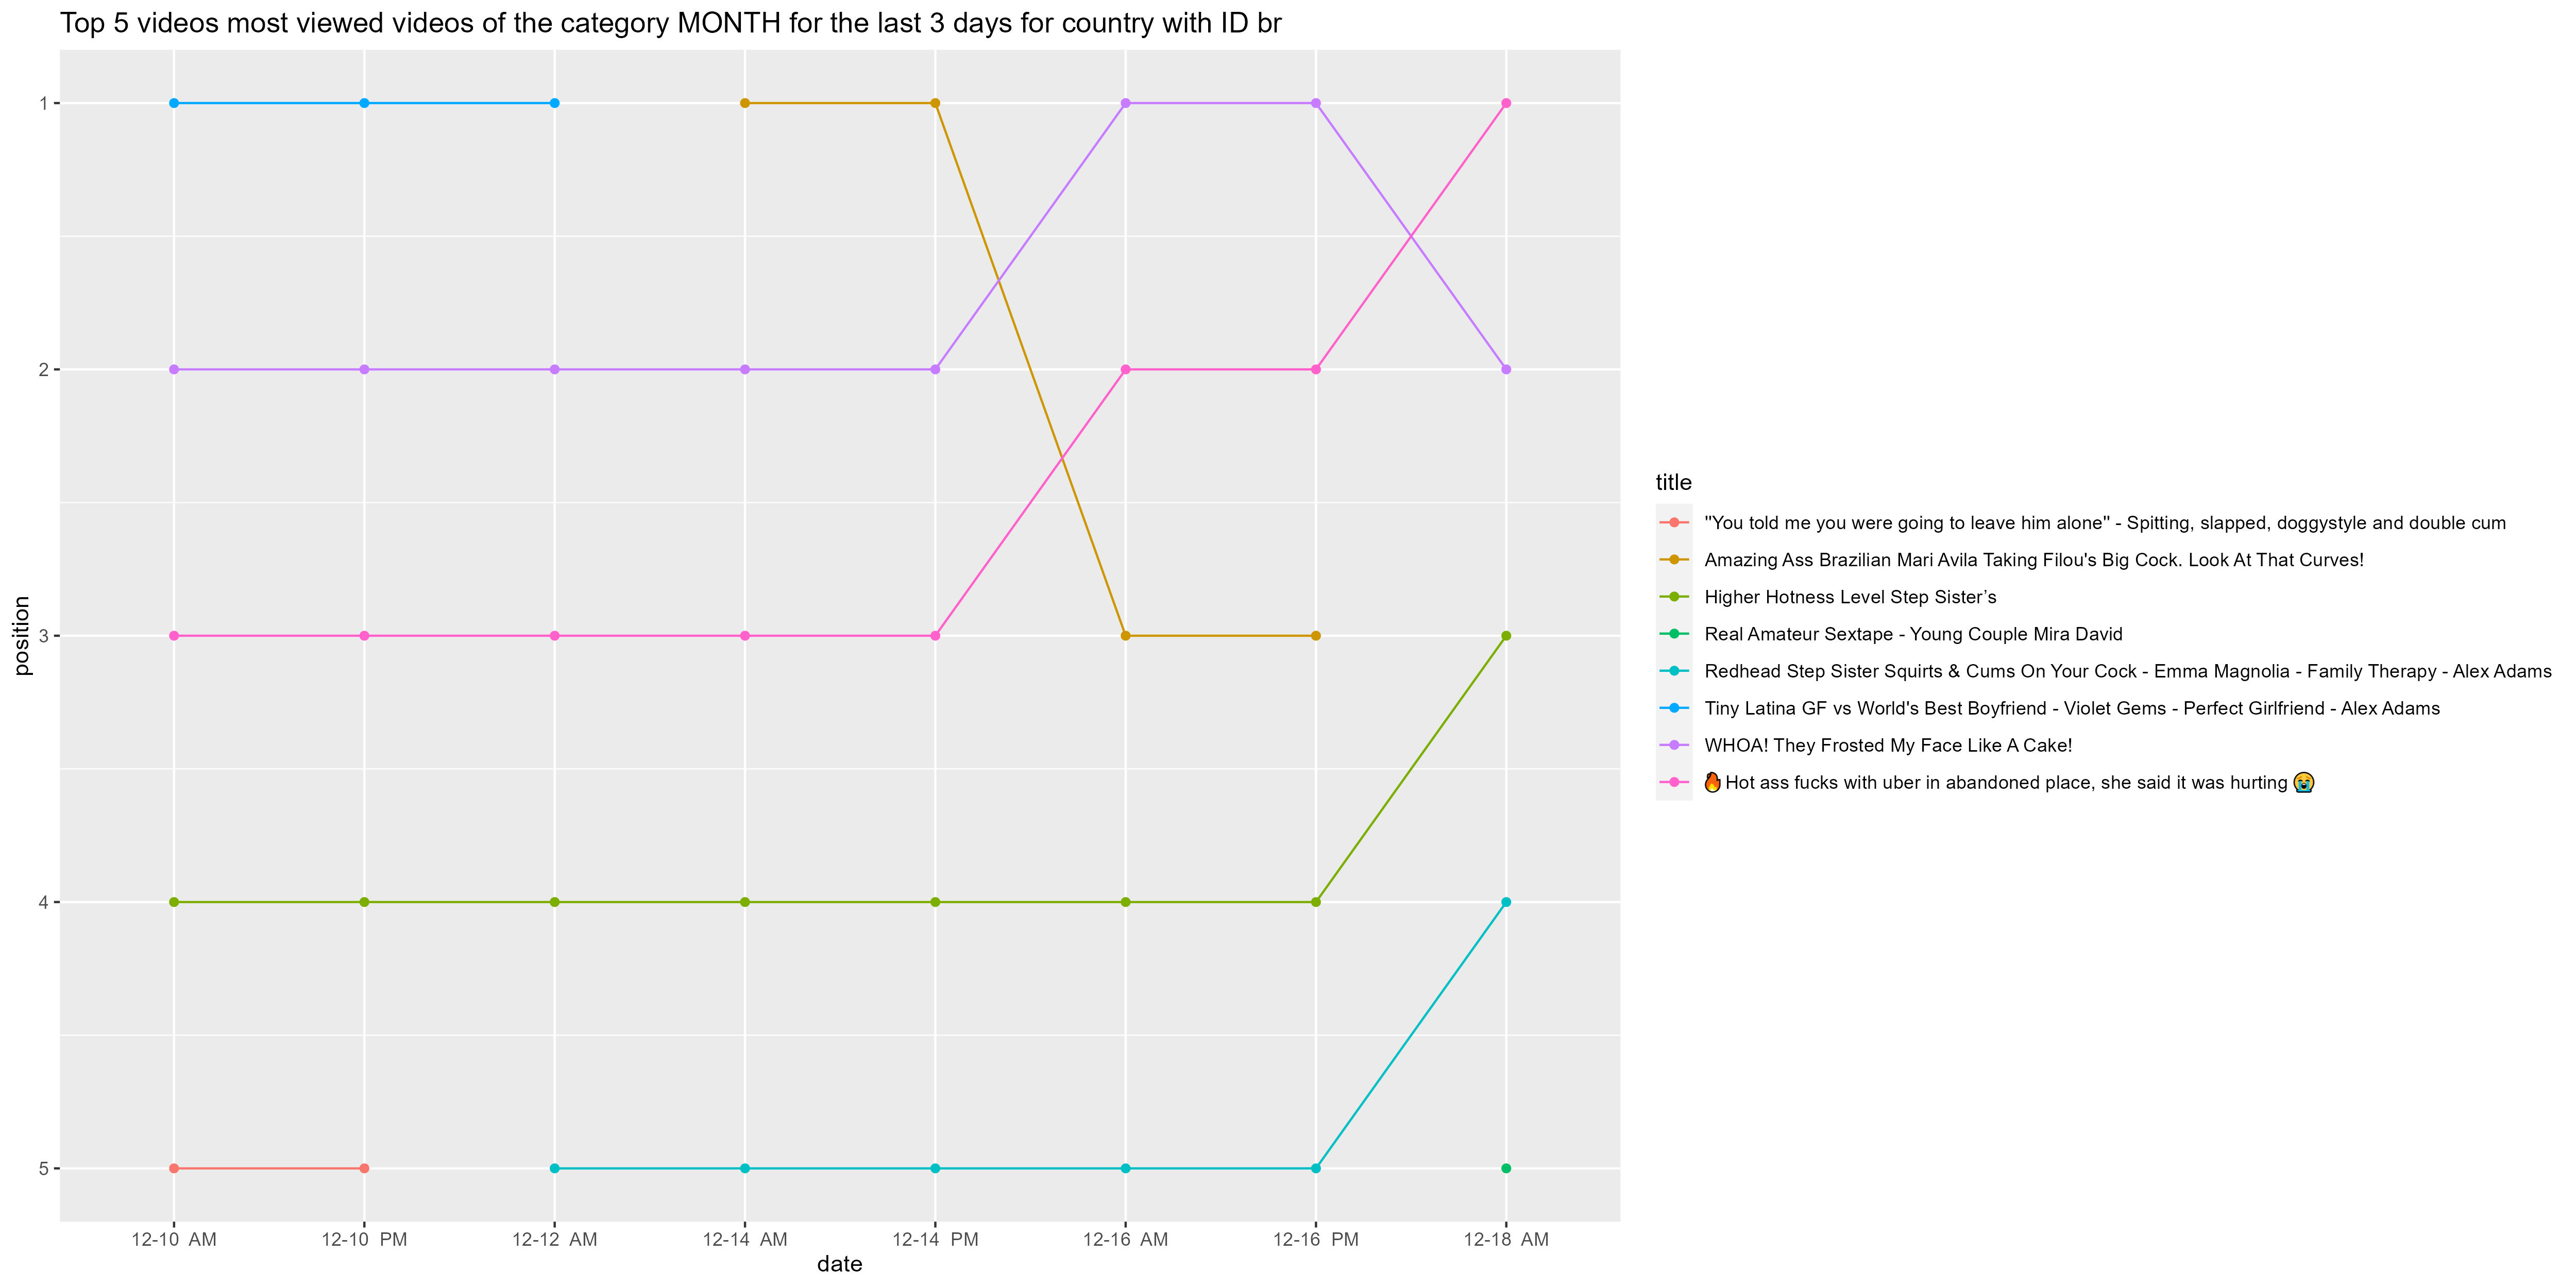 Top 5 videos most viewed videos of the category MONTH for the last 3 days for country with ID br
position
1
2
3
4
5
12-10 AM
12-10 PM
12-12 AM
12-14 AM
12-14 PM
12-16 AM
12-16 PM
12-18 AM
date
title
"You told me you were going to leave him alone" - Spitting, slapped, doggystyle and double cum
Amazing Ass Brazilian Mari Avila Taking Filou's Big Cock. Look At That Curves!
Higher Hotness Level Step Sister’s
Real Amateur Sextape - Young Couple Mira David
Redhead Step Sister Squirts & Cums On Your Cock - Emma Magnolia - Family Therapy - Alex Adams
Tiny Latina GF vs World's Best Boyfriend - Violet Gems - Perfect Girlfriend - Alex Adams
WHOA! They Frosted My Face Like A Cake!
🔥Hot ass fucks with uber in abandoned place, she said it was hurting 😭